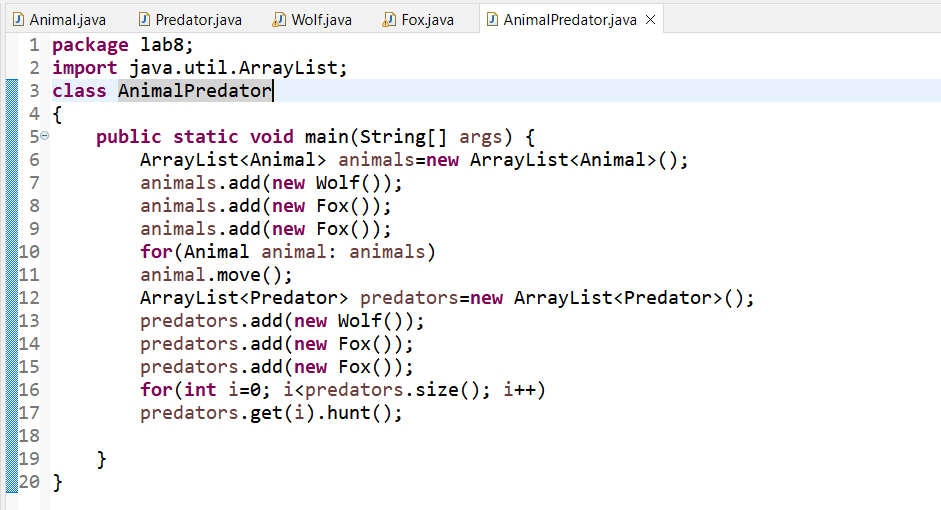 Animal.java Predator.java Wolf.java Fox.java AnimalPredator.java
1 package lab8;
2 import java.util.ArrayList;
3 class AnimalPredator
4 {
5 public static void main(String[] args) {
6 ArrayList<Animal> animals=new ArrayList<Animal>();
7 animals.add(new Wolf());
8 animals.add(new Fox());
9 animals.add(new Fox());
10 for(Animal animal: animals)
11 animal.move();
12 ArrayList<Predator> predators=new ArrayList<Predator>();
13 predators.add(new Wolf());
14 predators.add(new Fox());
15 predators.add(new Fox());
16 for(int i=0; i<predators.size(); i++)
17 predators.get(i).hunt();
18
19 }
20 }